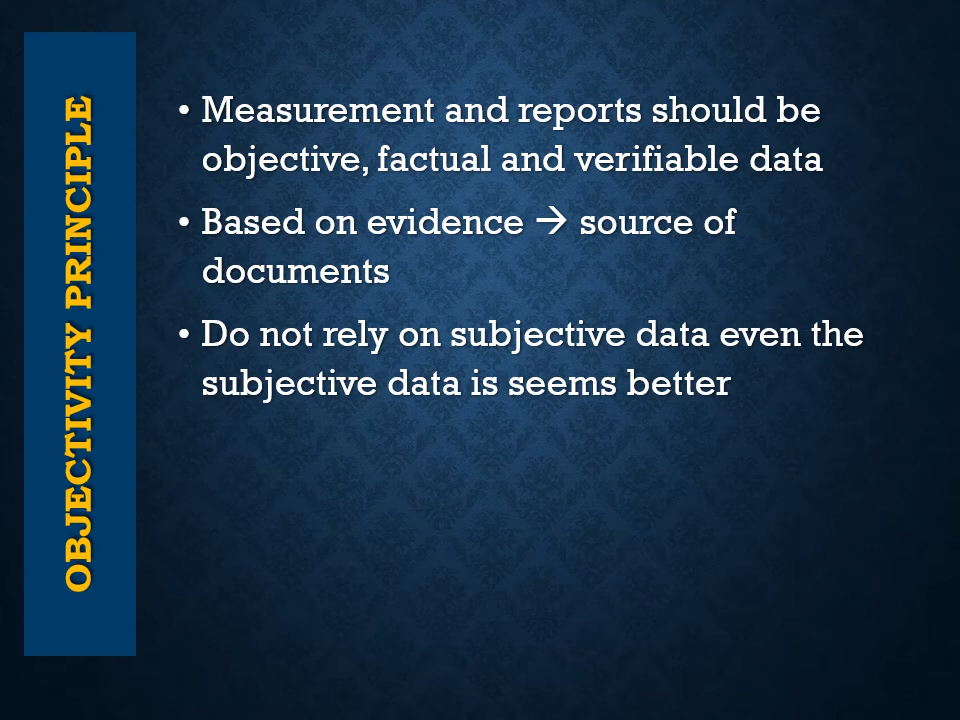 OBJECTIVITY PRINCIPLE
• Measurement and reports should be
objective, factual and verifiable data
• Based on evidence → source of
documents
• Do not rely on subjective data even the
subjective data is seems better